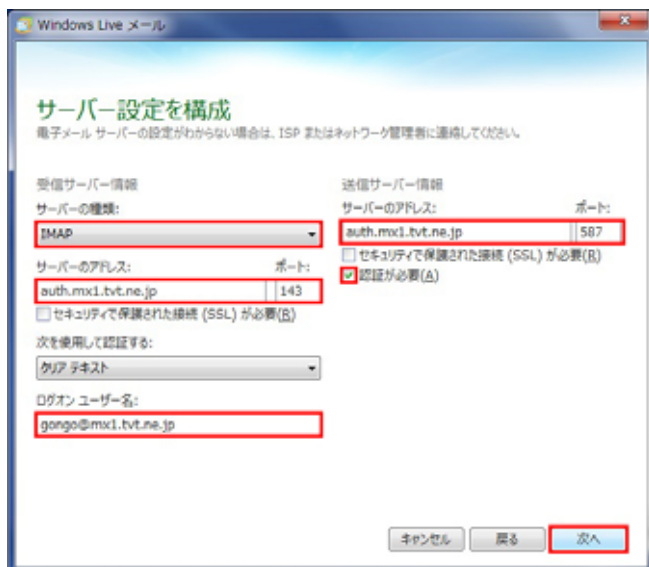 Windows Live メール
サーバー設定を構成
電子メール サーバーの設定がわからない場合は、ISP またはネットワーク管理者に連絡してください。
受信サーバー情報
サーバーの種類:
IMAP
サーバーのアドレス: ポート:
auth.mx1.tvt.ne.jp 143
セキュリティで保護された接続 (SSL) が必要(R)
次を使用して認証する:
クリア テキスト
ログオン ユーザー名:
gongo@mx1.tvt.ne.jp
送信サーバー情報
サーバーのアドレス: ポート:
auth.mx1.tvt.ne.jp 587
セキュリティで保護された接続 (SSL) が必要(R)
認証が必要(A)
キャンセル 戻る 次へ